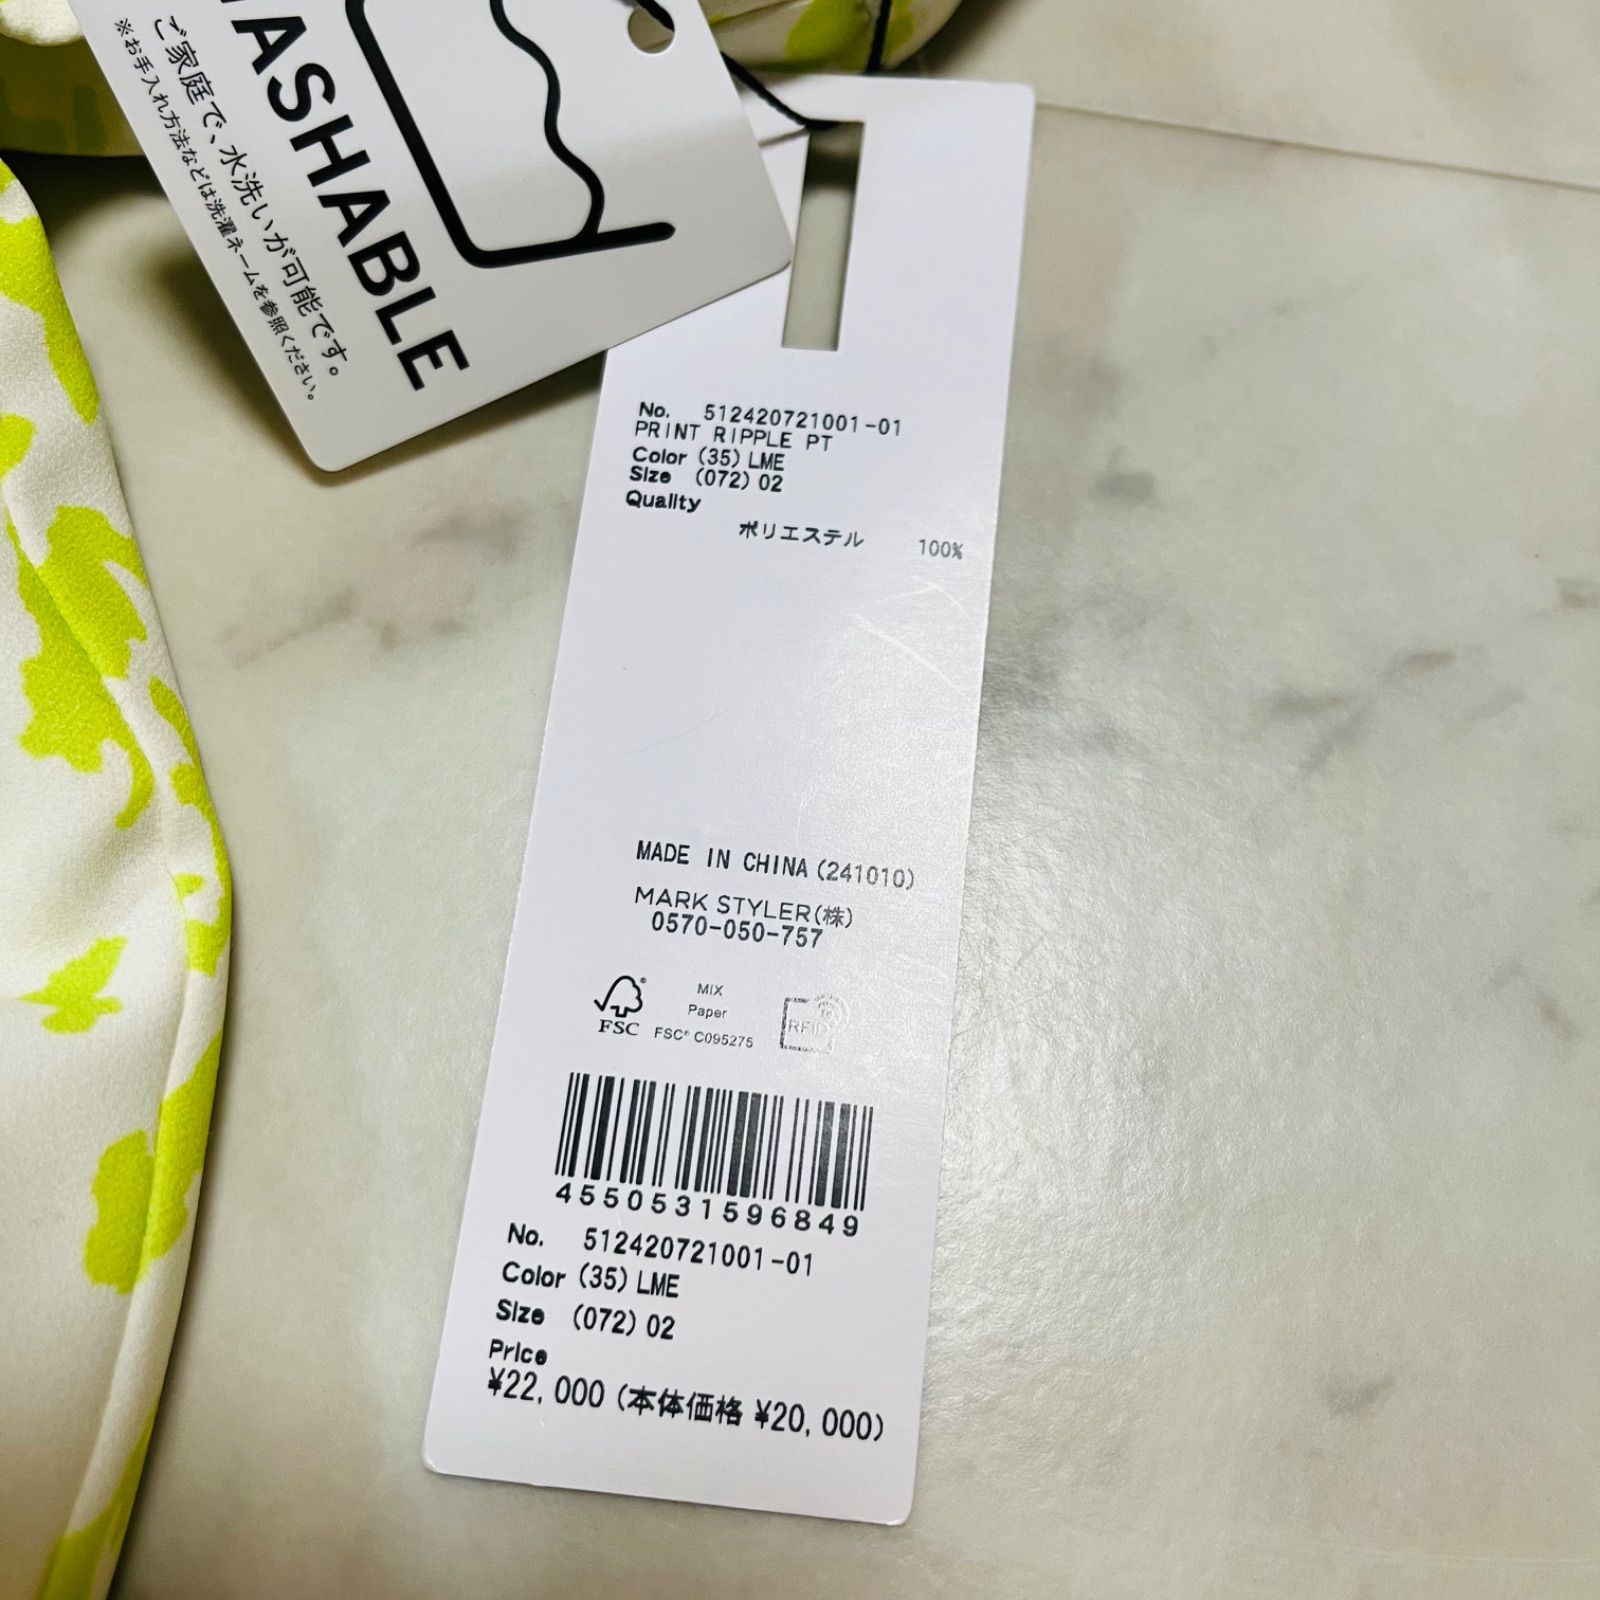 ASHABLE
ご家庭で、水洗いが可能です。
※お手入れ方法などは洗濯ネームを参照ください。
No. 512420721001-01
PRINT RIPPLE PT
Color (35) LME
Size (072) 02
Quality
ポリエステル 100%
MADE IN CHINA (241010)
MARK STYLER(株)
0570-050-757
MIX
Paper
FSC® C095275
FSC
RFID
4550531596849
No. 512420721001-01
Color (35) LME
Size (072) 02
Price
¥22,000 (本体価格 ¥20,000)